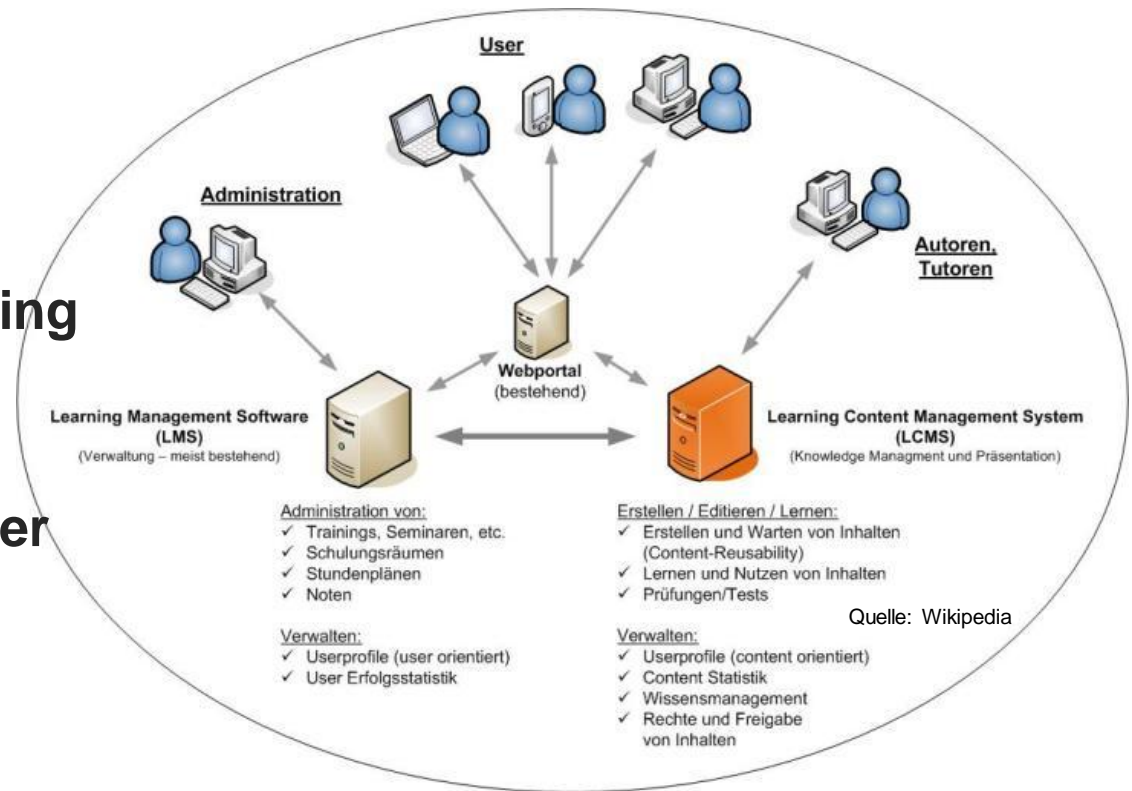 User
Administration
Autoren,
Tutoren
ing
Webportal
(bestehend)
Learning Management Software
(LMS)
(Verwaltung – meist bestehend)
Learning Content Management System
(LCMS)
(Knowledge Managment und Präsentation)
er
Administration von:
✓ Trainings, Seminaren, etc.
✓ Schulungsräumen
✓ Stundenplänen
✓ Noten
Verwalten:
✓ Userprofile (user orientiert)
✓ User Erfolgsstatistik
Erstellen / Editieren / Lernen:
✓ Erstellen und Warten von Inhalten
(Content-Reusability)
✓ Lernen und Nutzen von Inhalten
✓ Prüfungen/Tests
Quelle: Wikipedia
Verwalten:
✓ Userprofile (content orientiert)
✓ Content Statistik
✓ Wissensmanagement
✓ Rechte und Freigabe
von Inhalten